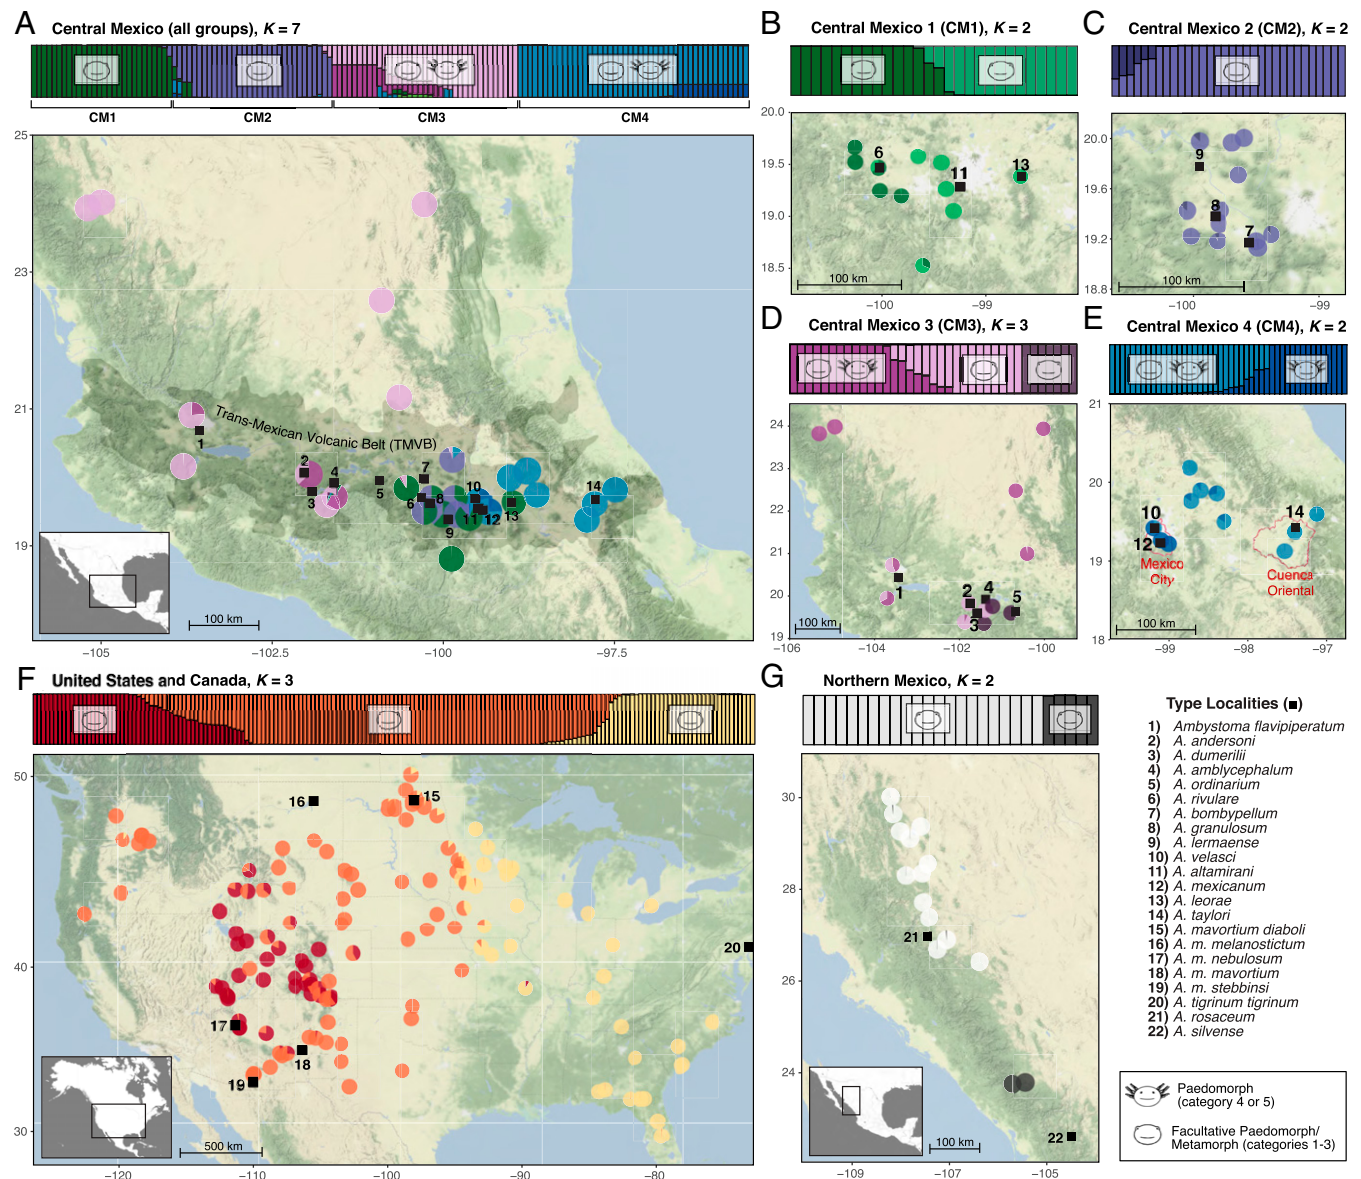 A
Central Mexico (all groups), K = 7
CM1
CM2
CM3
CM4
25
23
21
19
Trans-Mexican Volcanic Belt (TMVB)
1
2
3
4
5
6
7
8
9
10
11
12
13
14
100 km
−105
−102.5
−100
−97.5
B
Central Mexico 1 (CM1), K = 2
20.0
19.5
19.0
18.5
6
11
13
100 km
−100
−99
C
Central Mexico 2 (CM2), K = 2
20.0
19.6
19.2
18.8
9
8
7
100 km
−100
−99
D
Central Mexico 3 (CM3), K = 3
24
23
22
21
20
19
1
2
3
4
5
100 km
−106
−104
−102
−100
E
Central Mexico 4 (CM4), K = 2
21
20
19
18
10
12
14
Mexico
City
Cuenca
Oriental
100 km
−99
−98
−97
F
United States and Canada, K = 3
50
40
30
15
16
17
18
19
20
500 km
−120
−110
−100
−90
−80
G
Northern Mexico, K = 2
30
28
26
24
21
22
100 km
−109
−107
−105
Type Localities (■)
1) Ambystoma flavipiperatum
2) A. andersoni
3) A. dumerilii
4) A. amblycephalum
5) A. ordinarium
6) A. rivulare
7) A. bombypellum
8) A. granulosum
9) A. lermaense
10) A. velasci
11) A. altamirani
12) A. mexicanum
13) A. leorae
14) A. taylori
15) A. mavortium diaboli
16) A. m. melanostictum
17) A. m. nebulosum
18) A. m. mavortium
19) A. m. stebbinsi
20) A. tigrinum tigrinum
21) A. rosaceum
22) A. silvense
Paedomorph
(category 4 or 5)
Facultative Paedomorph/
Metamorph (categories 1-3)